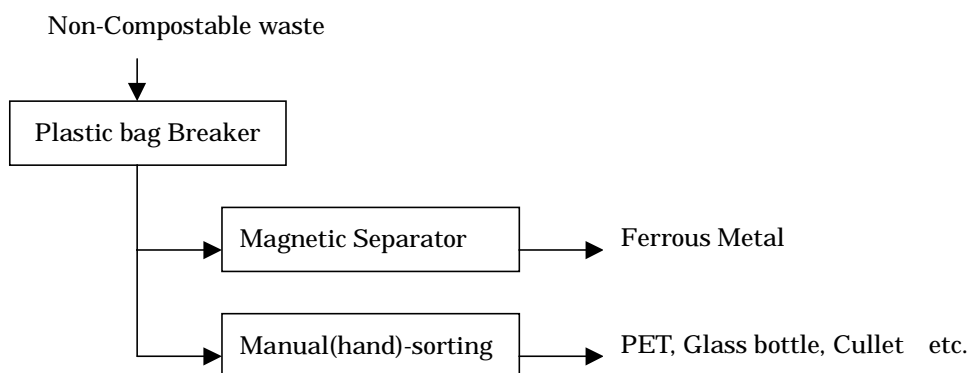 Non-Compostable waste
Plastic bag Breaker
Magnetic Separator
Ferrous Metal
Manual(hand)-sorting
PET, Glass bottle, Cullet etc.